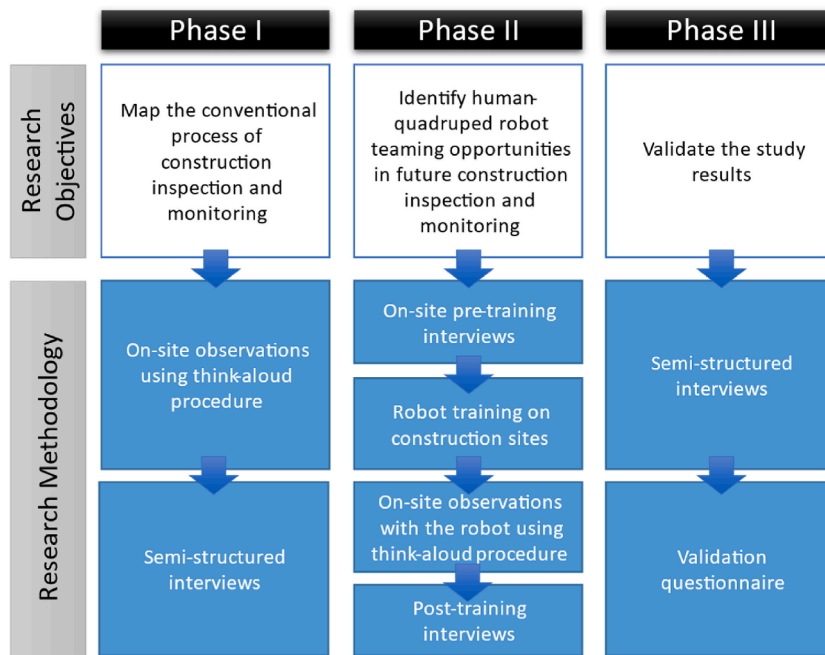 Phase I
Phase II
Phase III
Research
Objectives
Map the conventional
process of
construction
inspection and
monitoring
Identify human-
quadruped robot
teaming opportunities
in future construction
inspection and
monitoring
Validate the study
results
Research Methodology
On-site observations
using think-aloud
procedure
Semi-structured
interviews
On-site pre-training
interviews
Robot training on
construction sites
On-site observations
with the robot using
think-aloud procedure
Post-training
interviews
Semi-structured
interviews
Validation
questionnaire